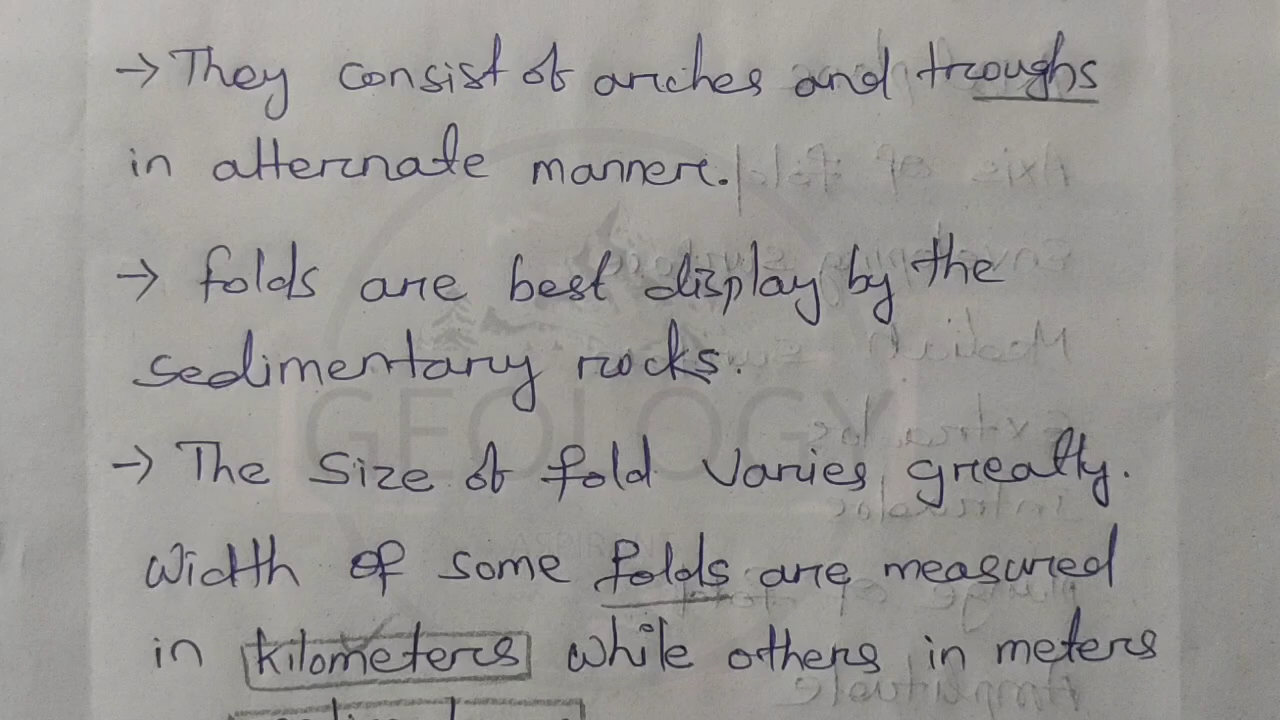 → They consist of arches and troughs
in alternate manner.
→ folds are best display by the
sedimentary rocks.
→ The size of fold varies greatly.
Width of some folds are measured
in kilometers while others in meters
GEOLOGY